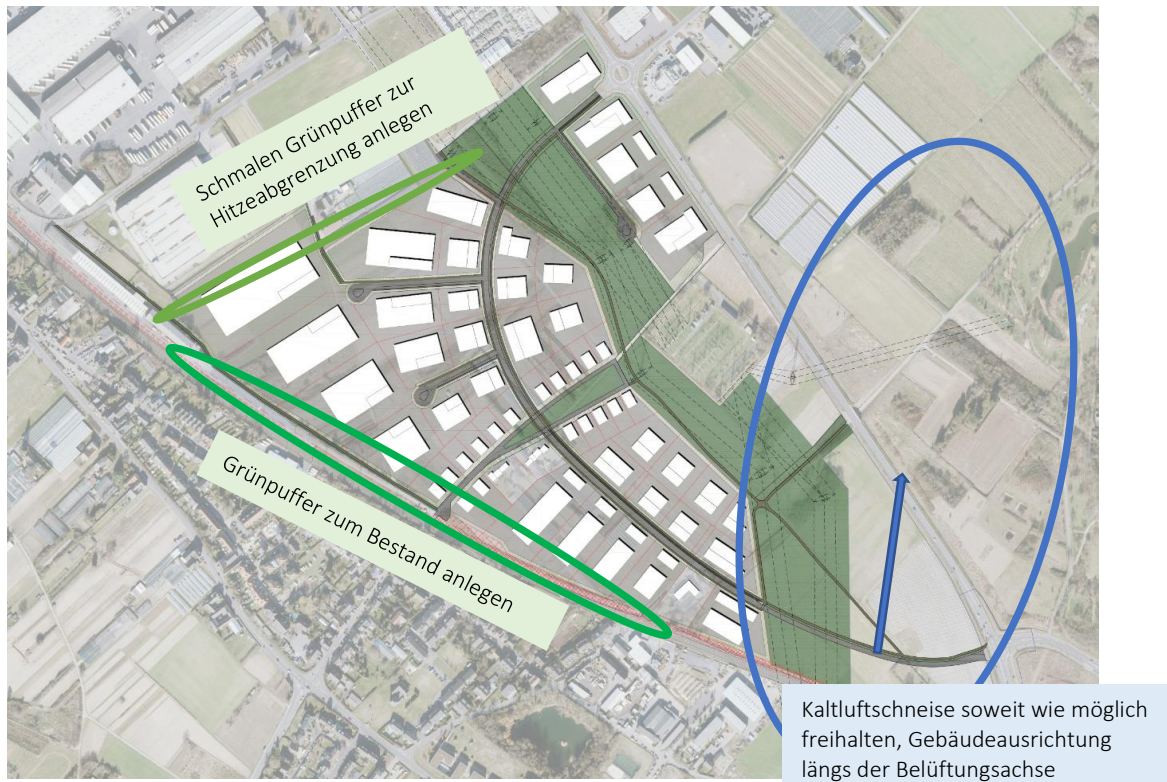 Schmalen Grünpuffer zur
Hitzeabgrenzung anlegen
Grünpuffer zum Bestand anlegen
Kaltluftschneise soweit wie möglich
freihalten, Gebäudeausrichtung
längs der Belüftungsachse